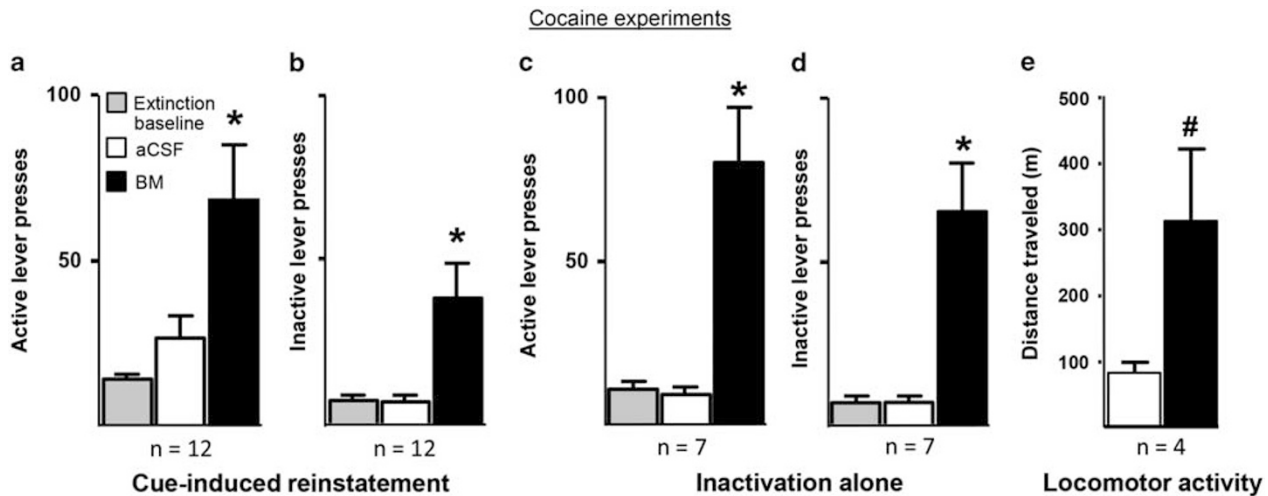 Cocaine experiments
a
Active lever presses
100
50
Extinction
baseline
aCSF
BM
*
n = 12
b
Inactive lever presses
*
n = 12
Cue-induced reinstatement
c
Active lever presses
100
50
*
n = 7
d
Inactive lever presses
*
n = 7
Inactivation alone
e
Distance traveled (m)
500
400
300
200
100
#
n = 4
Locomotor activity